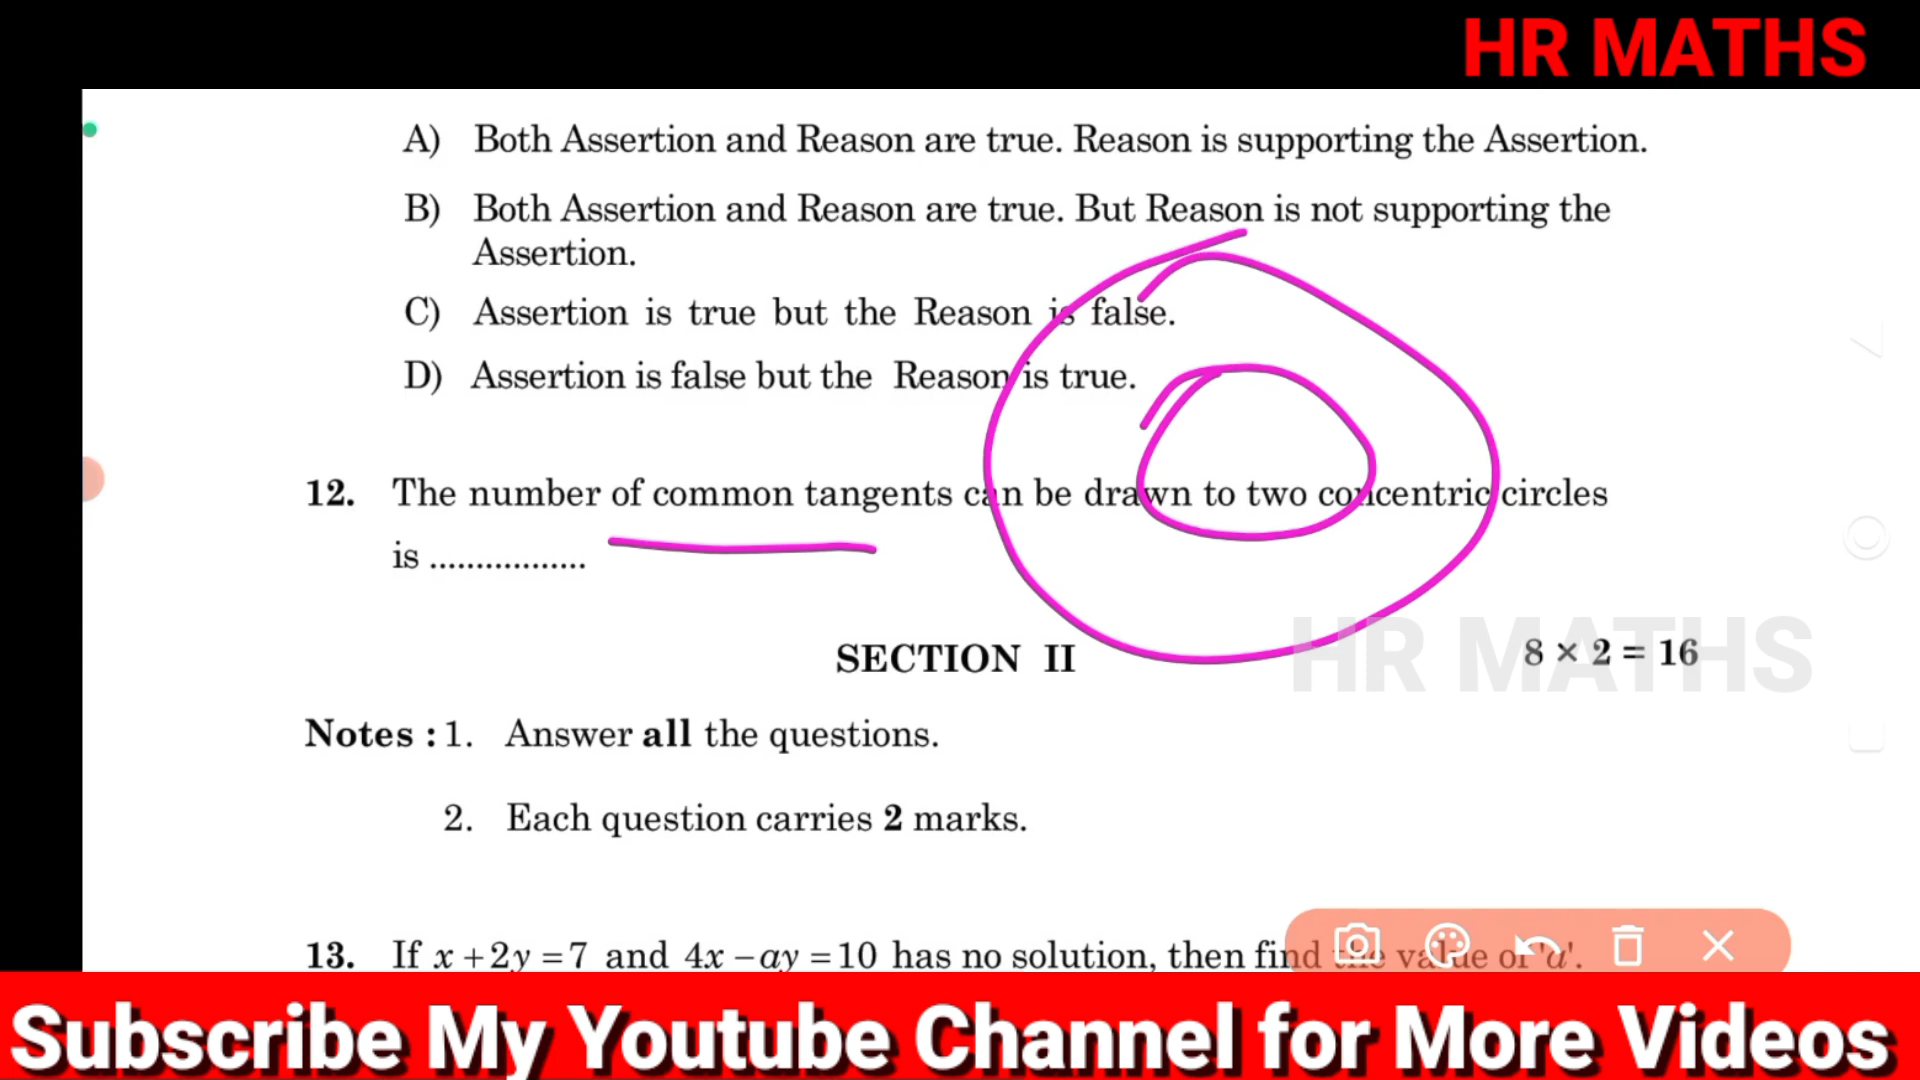 HR MATHS
A) Both Assertion and Reason are true. Reason is supporting the Assertion.
B) Both Assertion and Reason are true. But Reason is not supporting the
Assertion.
C) Assertion is true but the Reason is false.
D) Assertion is false but the Reason is true.
12. The number of common tangents can be drawn to two concentric circles
is .................
SECTION II 8 × 2 = 16
HR MATHS
Notes : 1. Answer all the questions.
2. Each question carries 2 marks.
13. If x + 2y = 7 and 4x – ay = 10 has no solution, then find the value of 'a'.
Subscribe My Youtube Channel for More Videos